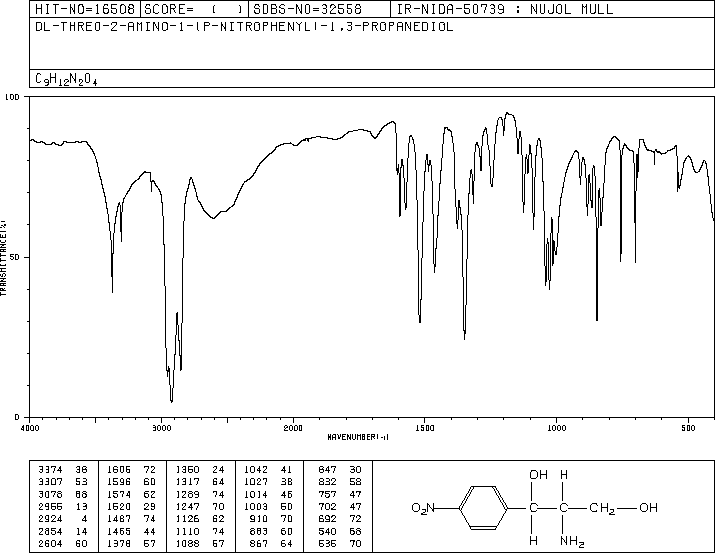 HIT-NO=16508 SCORE= ( ) SDBS-NO=32558 IR-NIDA-50739 : NUJOL MULL
DL-THREO-2-AMINO-1-(P-NITROPHENYL)-1,3-PROPANEDIOL
C9H12N2O4
100
50
0
TRANSMITTANCE(%)
4000 3000 2000 1500 1000 500
WAVENUMBER(-1)
3374 38 1606 72 1350 24 1042 41 847 30
3307 53 1596 60 1317 64 1027 38 832 58
3078 68 1574 62 1289 74 1014 46 757 47
2955 13 1520 29 1247 70 1003 50 702 47
2924 4 1487 74 1126 62 910 70 692 72
2854 14 1465 44 1110 74 883 60 540 68
2604 60 1378 57 1088 57 867 64 535 70
OH H
O2N CH2 OH
H NH2